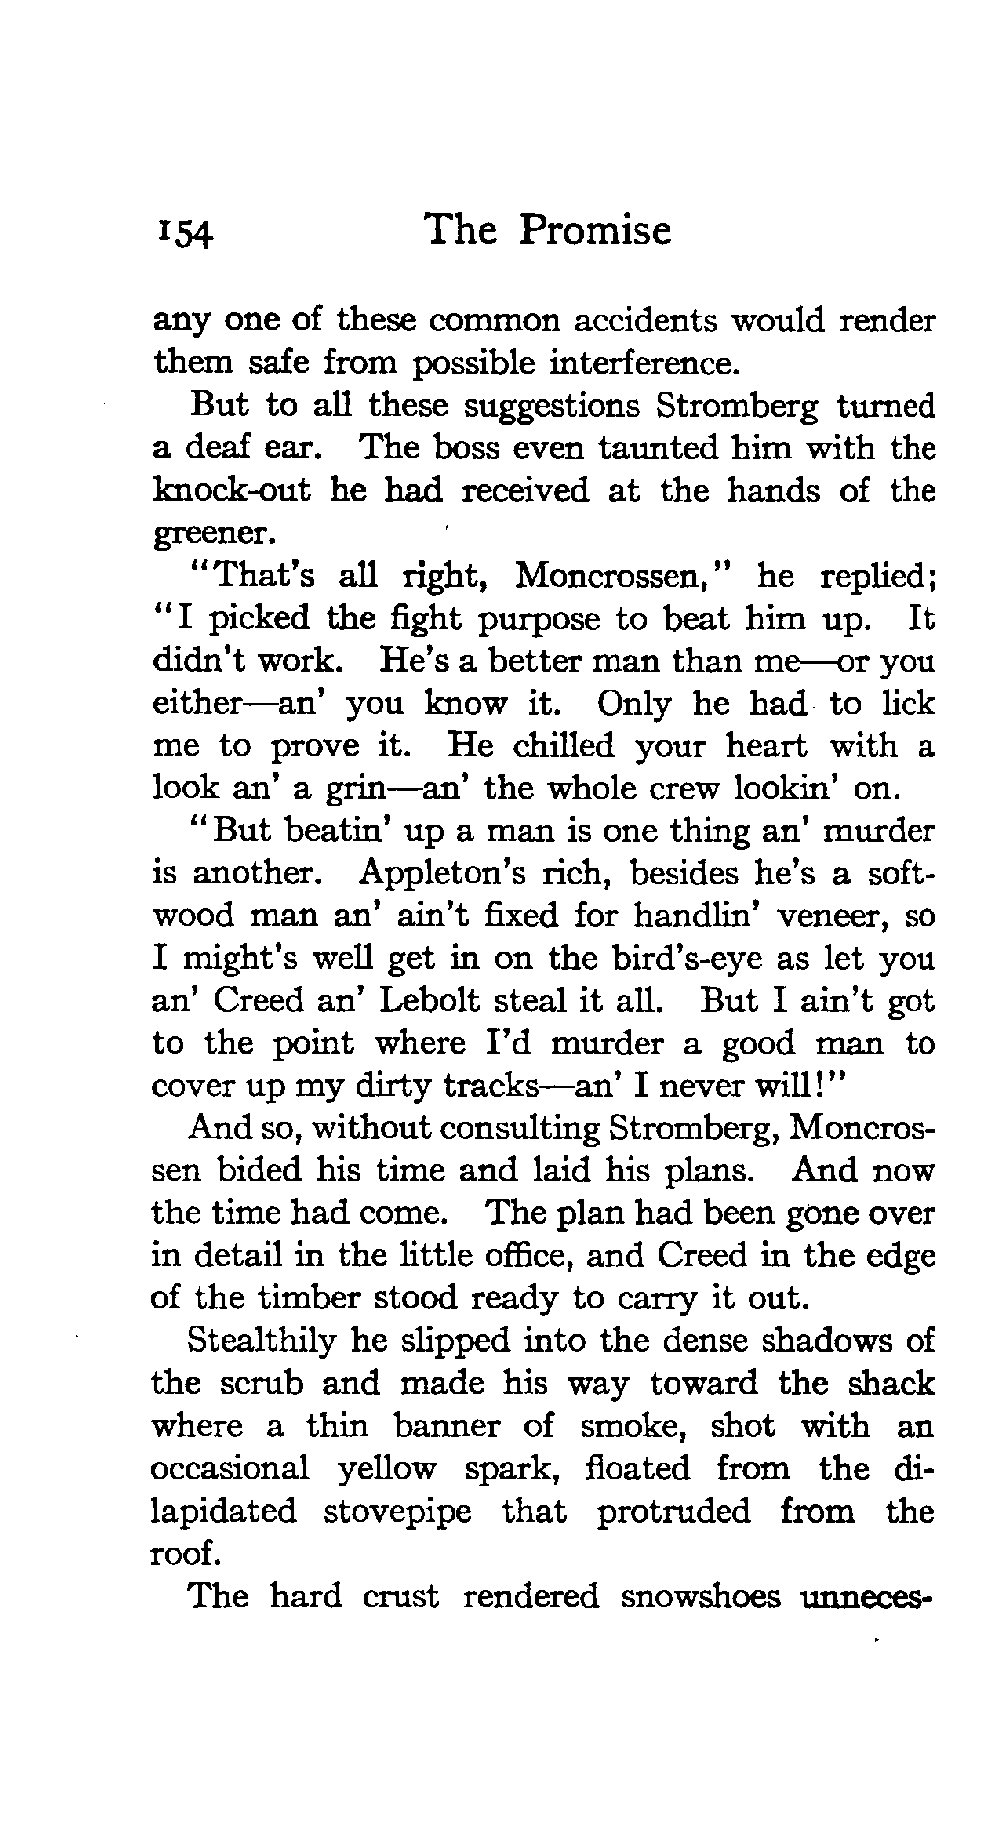 154 The Promise
any one of these common accidents would render
them safe from possible interference.
But to all these suggestions Stromberg turned
a deaf ear. The boss even taunted him with the
knock-out he had received at the hands of the
greener.
"That's all right, Moncrossen," he replied;
"I picked the fight purpose to beat him up. It
didn't work. He's a better man than me—or you
either—an' you know it. Only he had to lick
me to prove it. He chilled your heart with a
look an' a grin—an' the whole crew lookin' on.
"But beatin' up a man is one thing an' murder
is another. Appleton's rich, besides he's a soft-
wood man an' ain't fixed for handlin' veneer, so
I might's well get in on the bird's-eye as let you
an' Creed an' Lebolt steal it all. But I ain't got
to the point where I'd murder a good man to
cover up my dirty tracks—an' I never will!"
And so, without consulting Stromberg, Moncros-
sen bided his time and laid his plans. And now
the time had come. The plan had been gone over
in detail in the little office, and Creed in the edge
of the timber stood ready to carry it out.
Stealthily he slipped into the dense shadows of
the scrub and made his way toward the shack
where a thin banner of smoke, shot with an
occasional yellow spark, floated from the di-
lapidated stovepipe that protruded from the
roof.
The hard crust rendered snowshoes unneces-